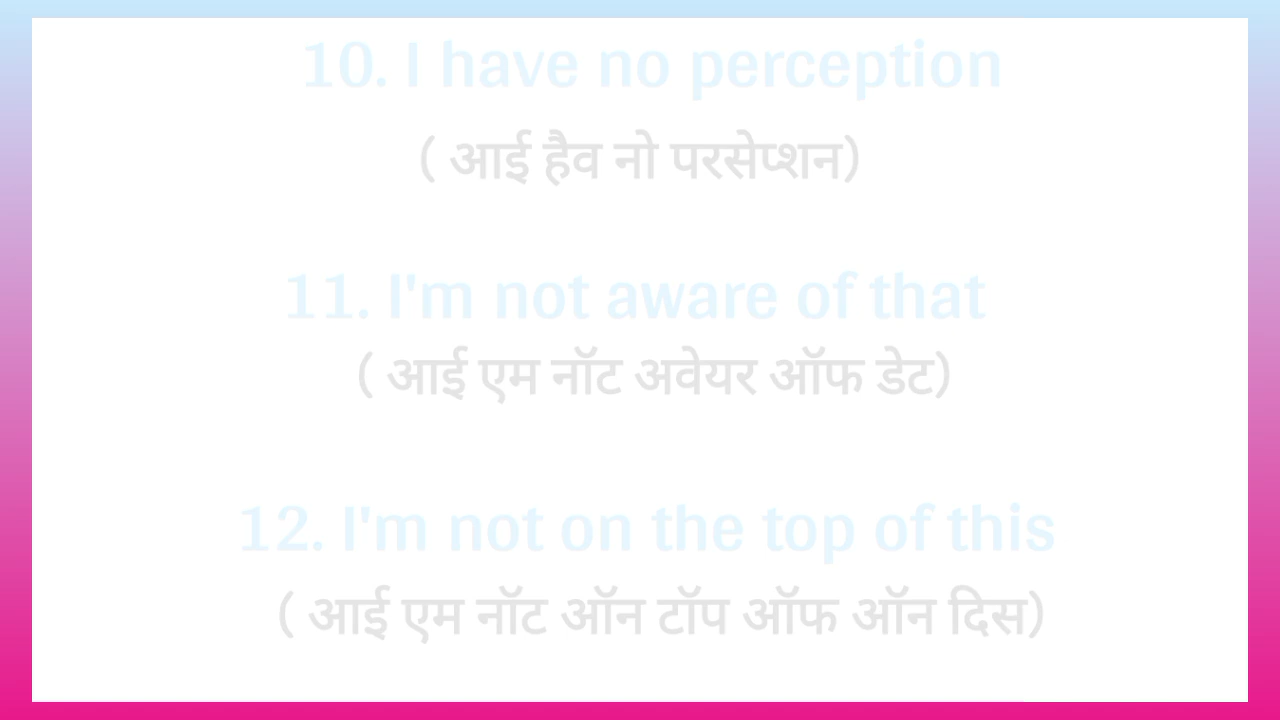 10. I have no perception
( आई हैव नो परसेप्शन)
11. I'm not aware of that
( आई एम नॉट अवेयर ऑफ डेट)
12. I'm not on the top of this
( आई एम नॉट ऑन टॉप ऑफ ऑन दिस)